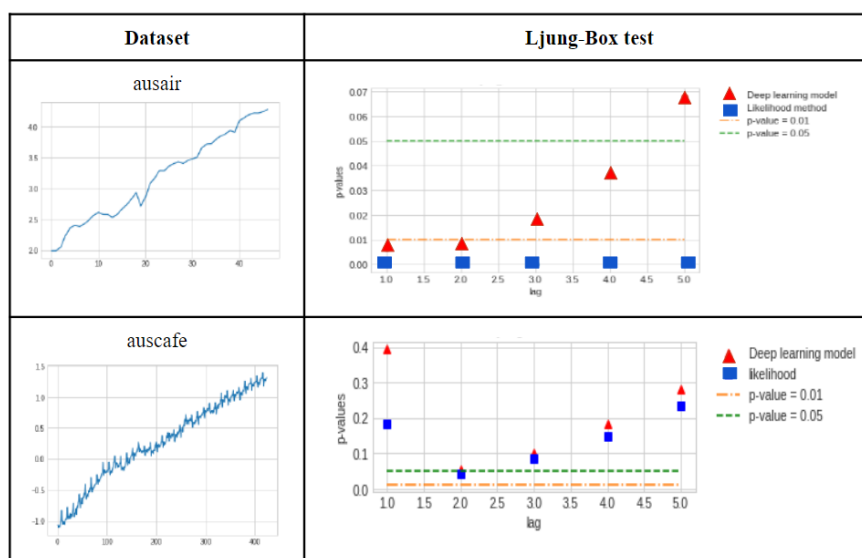 Dataset
Ljung-Box test
ausair
4.0
3.5
3.0
2.5
2.0
0
10
20
30
40
0.07
0.06
0.05
0.04
0.03
0.02
0.01
0.00
p-values
1.0 1.5 2.0 2.5 3.0 3.5 4.0 4.5 5.0
lag
Deep learning model
Likelihood method
p-value = 0.01
p-value = 0.05
auscafe
1.5
1.0
0.5
0.0
-0.5
-1.0
0 100 200 300 400
0.4
0.3
0.2
0.1
0.0
p-values
1.0 1.5 2.0 2.5 3.0 3.5 4.0 4.5 5.0
lag
Deep learning model
likelihood
p-value = 0.01
p-value = 0.05